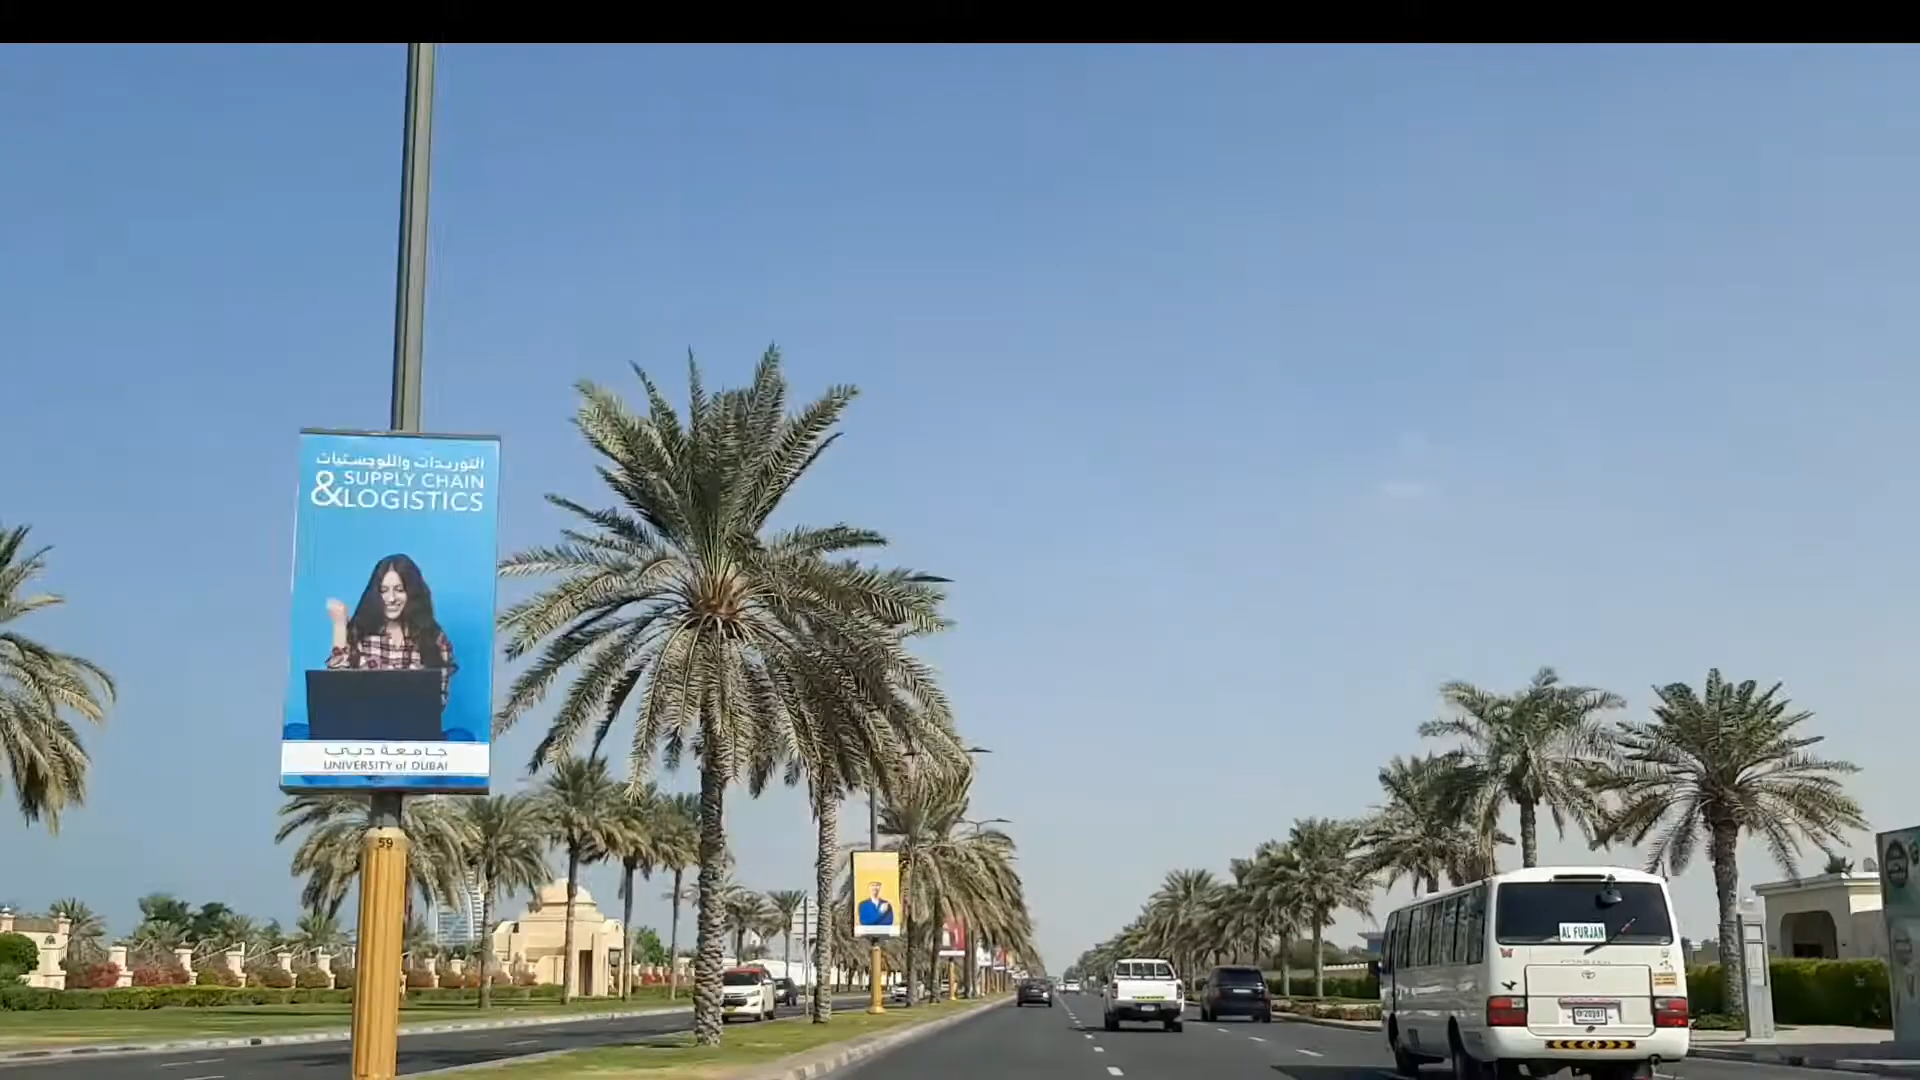 التوريدات واللوجستيات
& SUPPLY CHAIN
LOGISTICS
جامعة دبي
UNIVERSITY of DUBAI
59
AL FURJAN